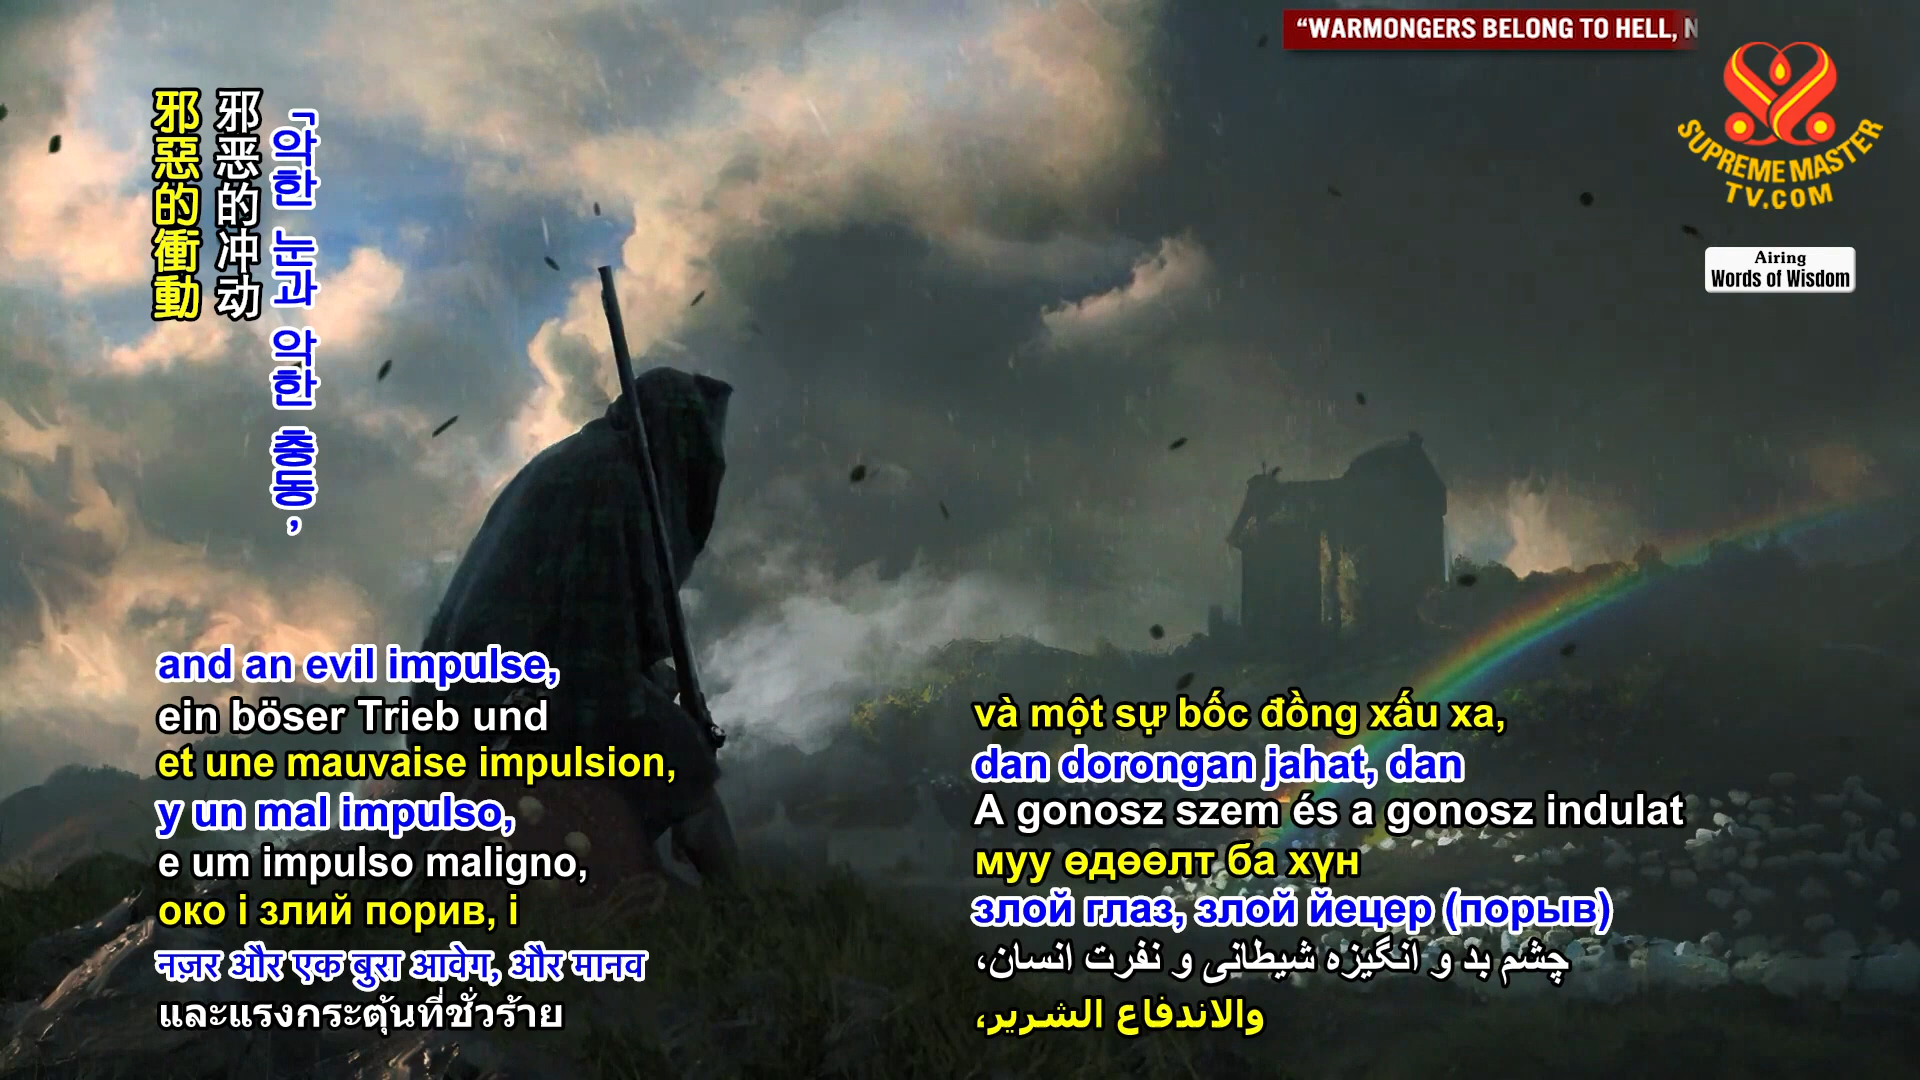 “WARMONGERS BELONG TO HELL, N
SUPREME MASTER
TV.COM
Airing
Words of Wisdom
「악한 눈과 악한 충동,
邪恶的冲动
邪惡的衝動
and an evil impulse,
ein böser Trieb und
et une mauvaise impulsion,
y un mal impulso,
e um impulso maligno,
око і злий порив, і
नज़र और एक बुरा आवेग, और मानव
และแรงกระตุ้นที่ชั่วร้าย
và một sự bốc đồng xấu xa,
dan dorongan jahat, dan
A gonosz szem és a gonosz indulat
муу өдөөлт ба хүн
злой глаз, злой йецер (порыв)
چشم بد و انگیزه شیطانی و نفرت انسان،
والاندفاع الشرير،